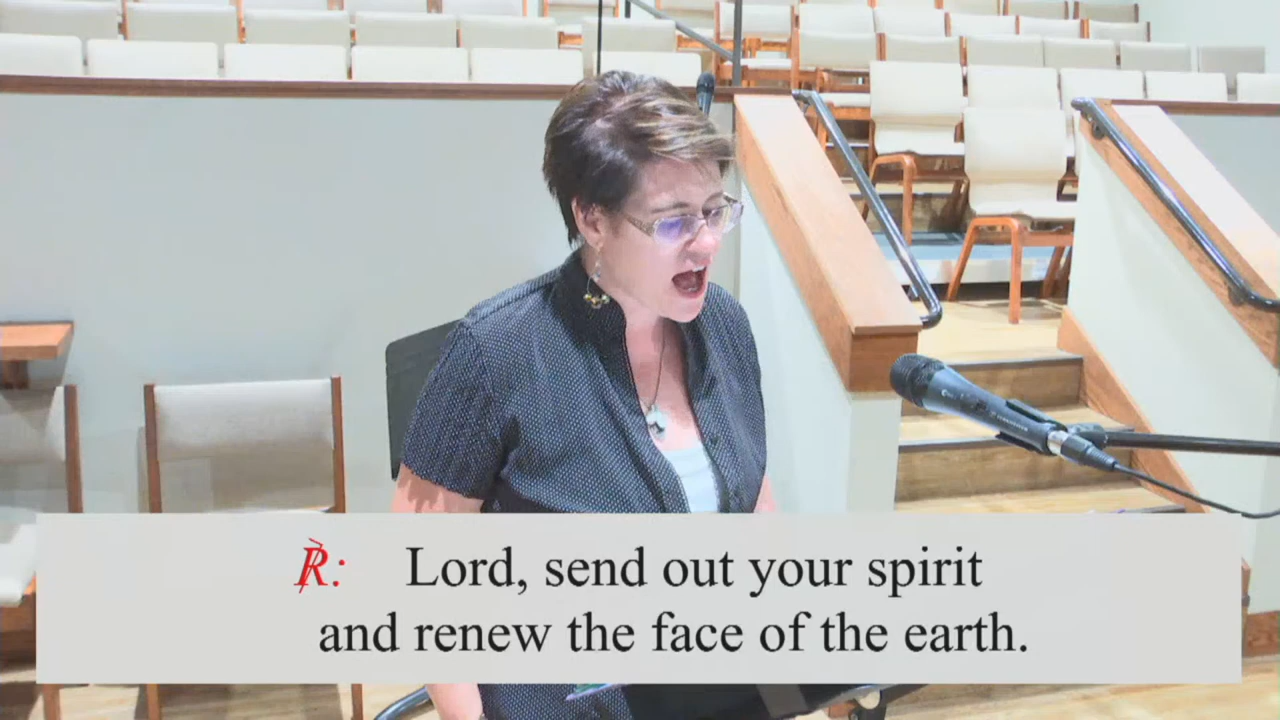 ℟: Lord, send out your spirit
and renew the face of the earth.